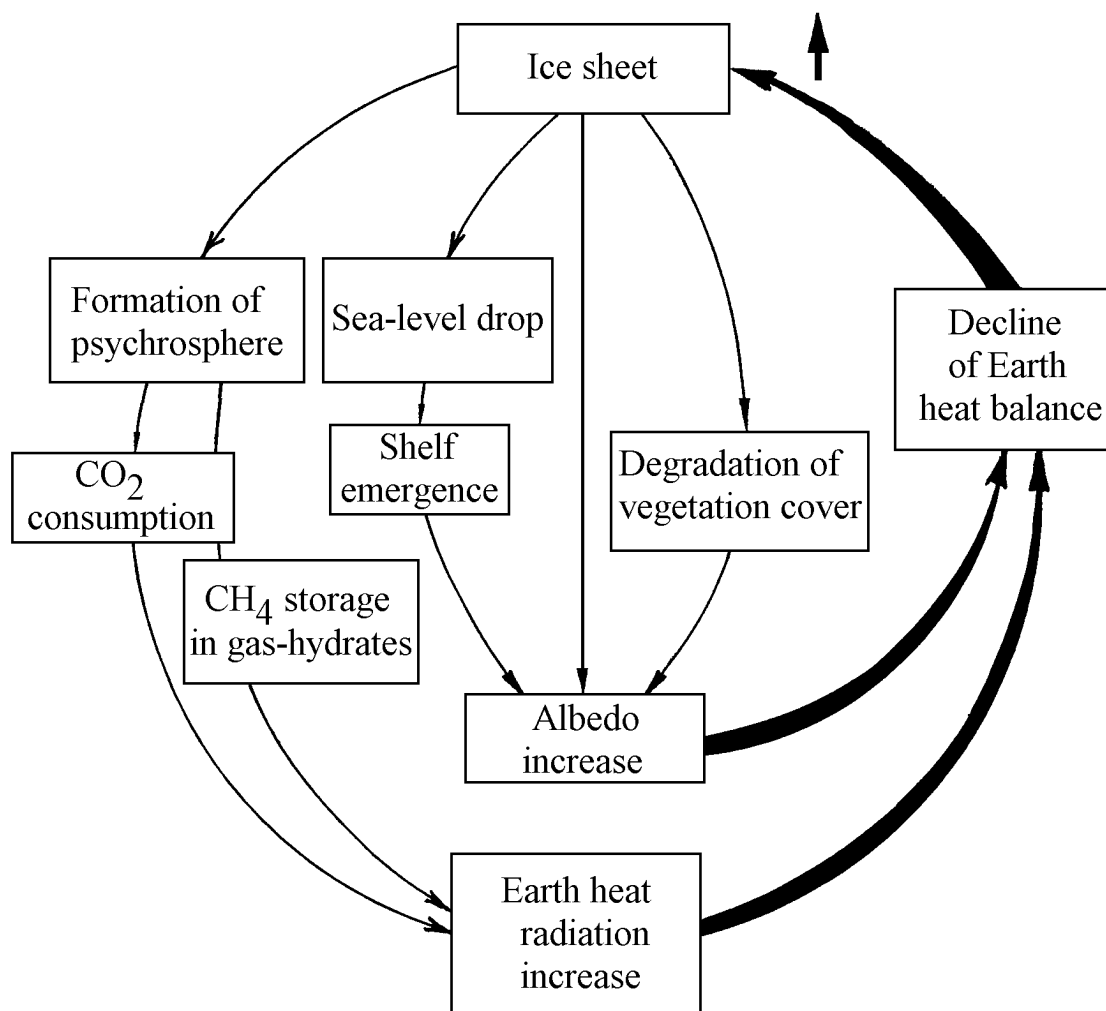 Ice sheet
Formation of
psychrosphere
Sea-level drop
Decline
of Earth
heat balance
CO2
consumption
Shelf
emergence
Degradation of
vegetation cover
CH4 storage
in gas-hydrates
Albedo
increase
Earth heat
radiation
increase